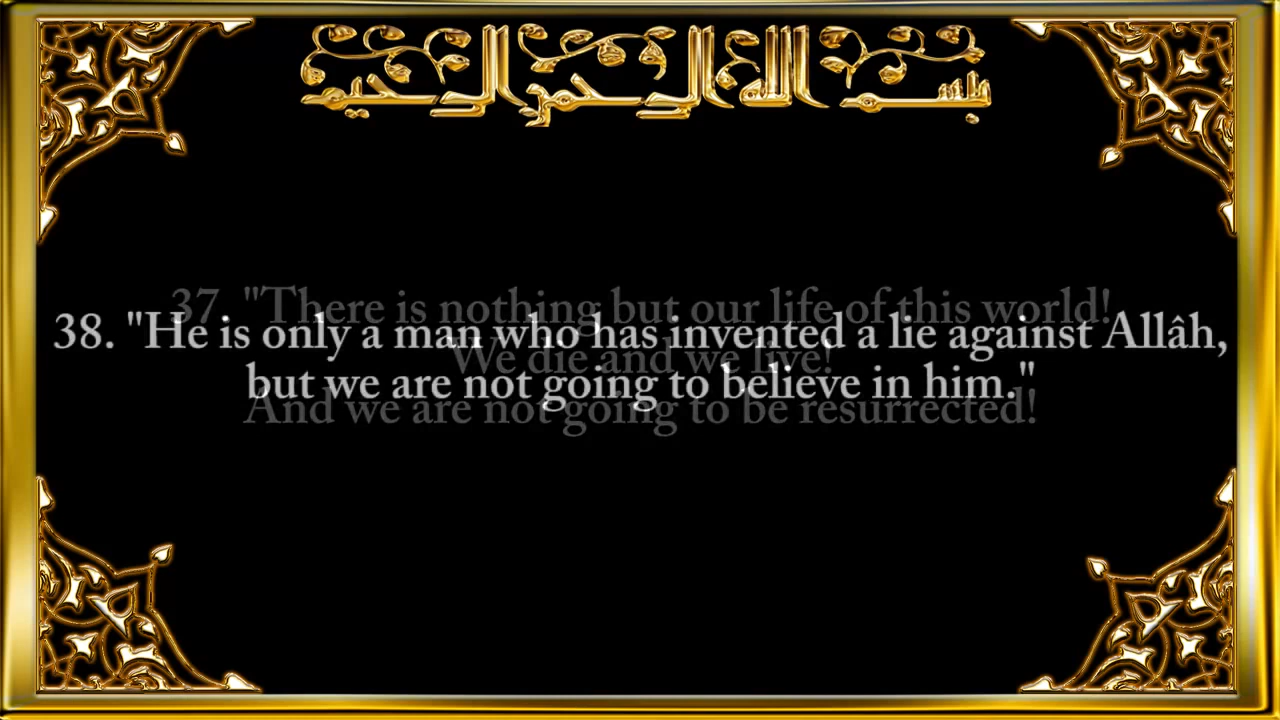 بسم الله الرحمن الرحيم
37. "There is nothing but our life of this world!
We die and we live!
And we are not going to be resurrected!
38. "He is only a man who has invented a lie against Allâh,
but we are not going to believe in him."